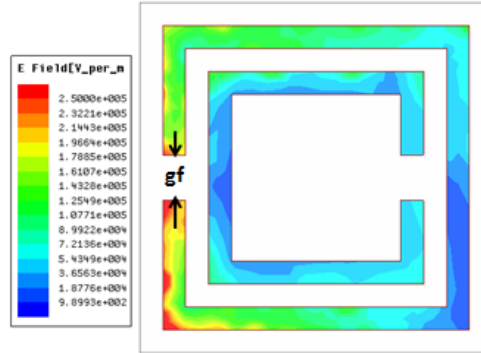 E Field[V_per_m
2.5000e+005
2.3221e+005
2.1443e+005
1.9664e+005
1.7885e+005
1.6107e+005
1.4328e+005
1.2549e+005
1.0771e+005
8.9922e+004
7.2136e+004
5.4349e+004
3.6563e+004
1.8776e+004
9.8993e+002
gf